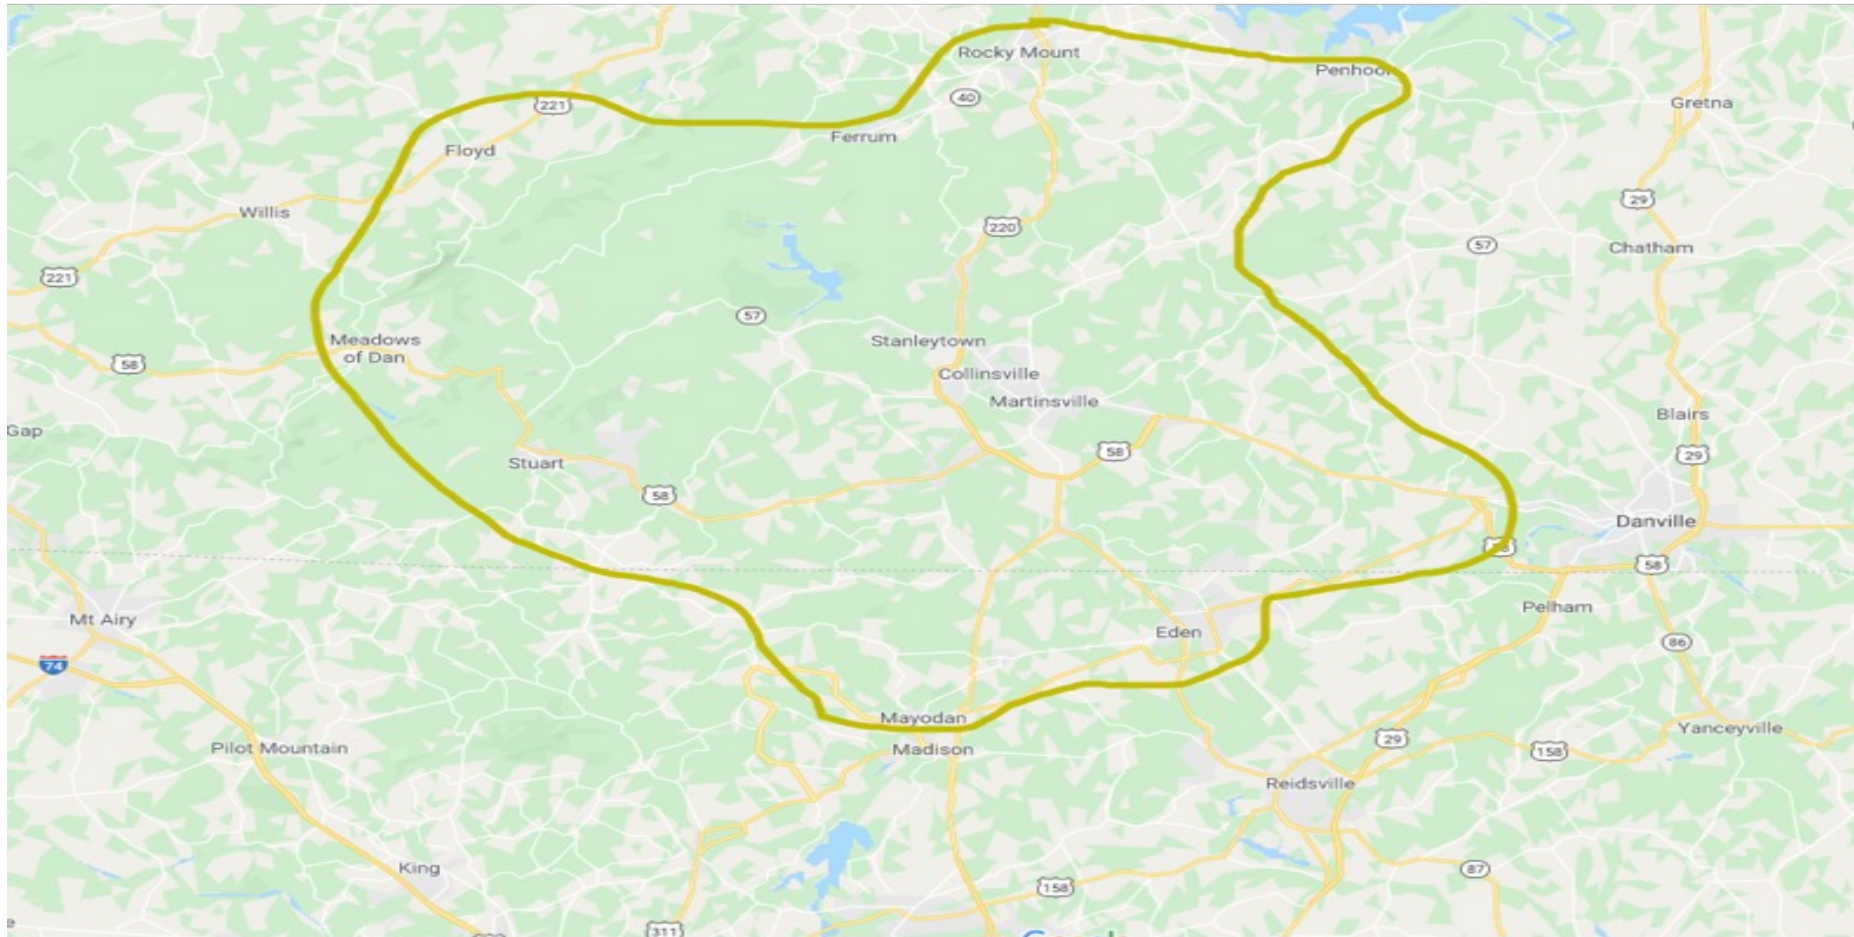 Rocky Mount
Penhook
40
221
Gretna
Ferrum
Floyd
29
Willis
220
57
Chatham
221
57
Stanleytown
Meadows
of Dan
58
Collinsville
Martinsville
Blairs
Gap
58
29
Stuart
58
Danville
58
Pelham
Mt Airy
Eden
86
74
Mayodan
Yanceyville
29
Pilot Mountain
Madison
158
Reidsville
King
87
158
311